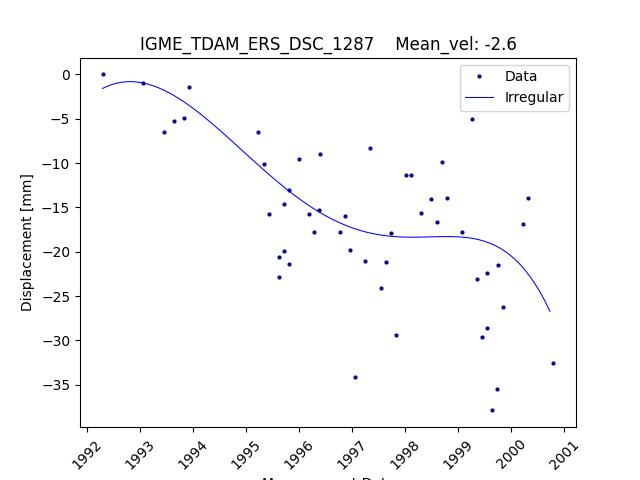 IGME_TDAM_ERS_DSC_1287    Mean_vel: -2.6
Data
Irregular
Displacement [mm]
0
−5
−10
−15
−20
−25
−30
−35
1992 1993 1994 1995 1996 1997 1998 1999 2000 2001